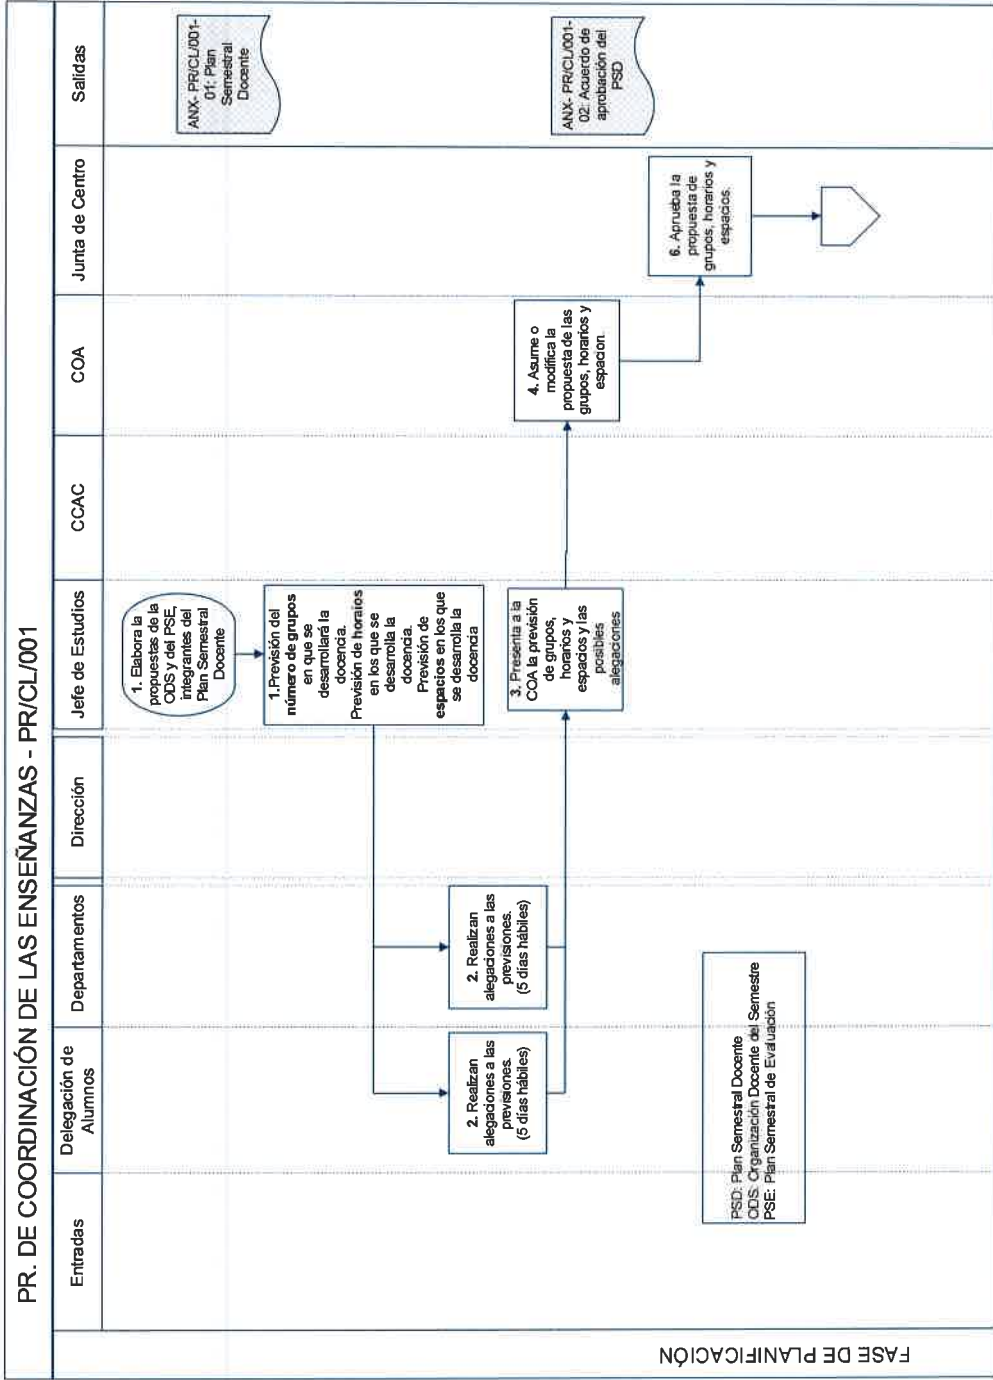 PR. DE COORDINACIÓN DE LAS ENSEÑANZAS - PR/CL/001
Entradas
Delegación de
Alumnos
Departamentos
Dirección
Jefe de Estudios
CCAC
COA
Junta de Centro
Salidas
FASE DE PLANIFICACIÓN
1. Elabora la
propuestas de la
ODS y del PSE,
integrantes del
Plan Semestral
Docente
ANX- PR/CL/001-
01: Plan
Semestral
Docente
1.Previsión del
número de grupos
en que se
desarrollará la
docencia.
Previsión de horaios
en los que se
desarrolla la
docencia.
Previsión de
espacios en los que
se desarrolla la
docencia
2. Realizan
alegaciones a las
previsiones.
(5 días hábiles)
2. Realizan
alegaciones a las
previsiones.
(5 días hábiles)
3. Presenta a la
COA la previsión
de grupos,
horarios y
espacios y las
posibles
alegaciones
4. Asume o
modifica la
propuesta de las
grupos, horarios y
espacion.
ANX- PR/CL/001-
02: Acuerdo de
aprobación del
PSD
6. Aprueba la
propuesta de
grupos, horarios y
espacios.
PSD: Plan Semestral Docente
ODS: Organización Docente del Semestre
PSE: Plan Semestral de Evaluación